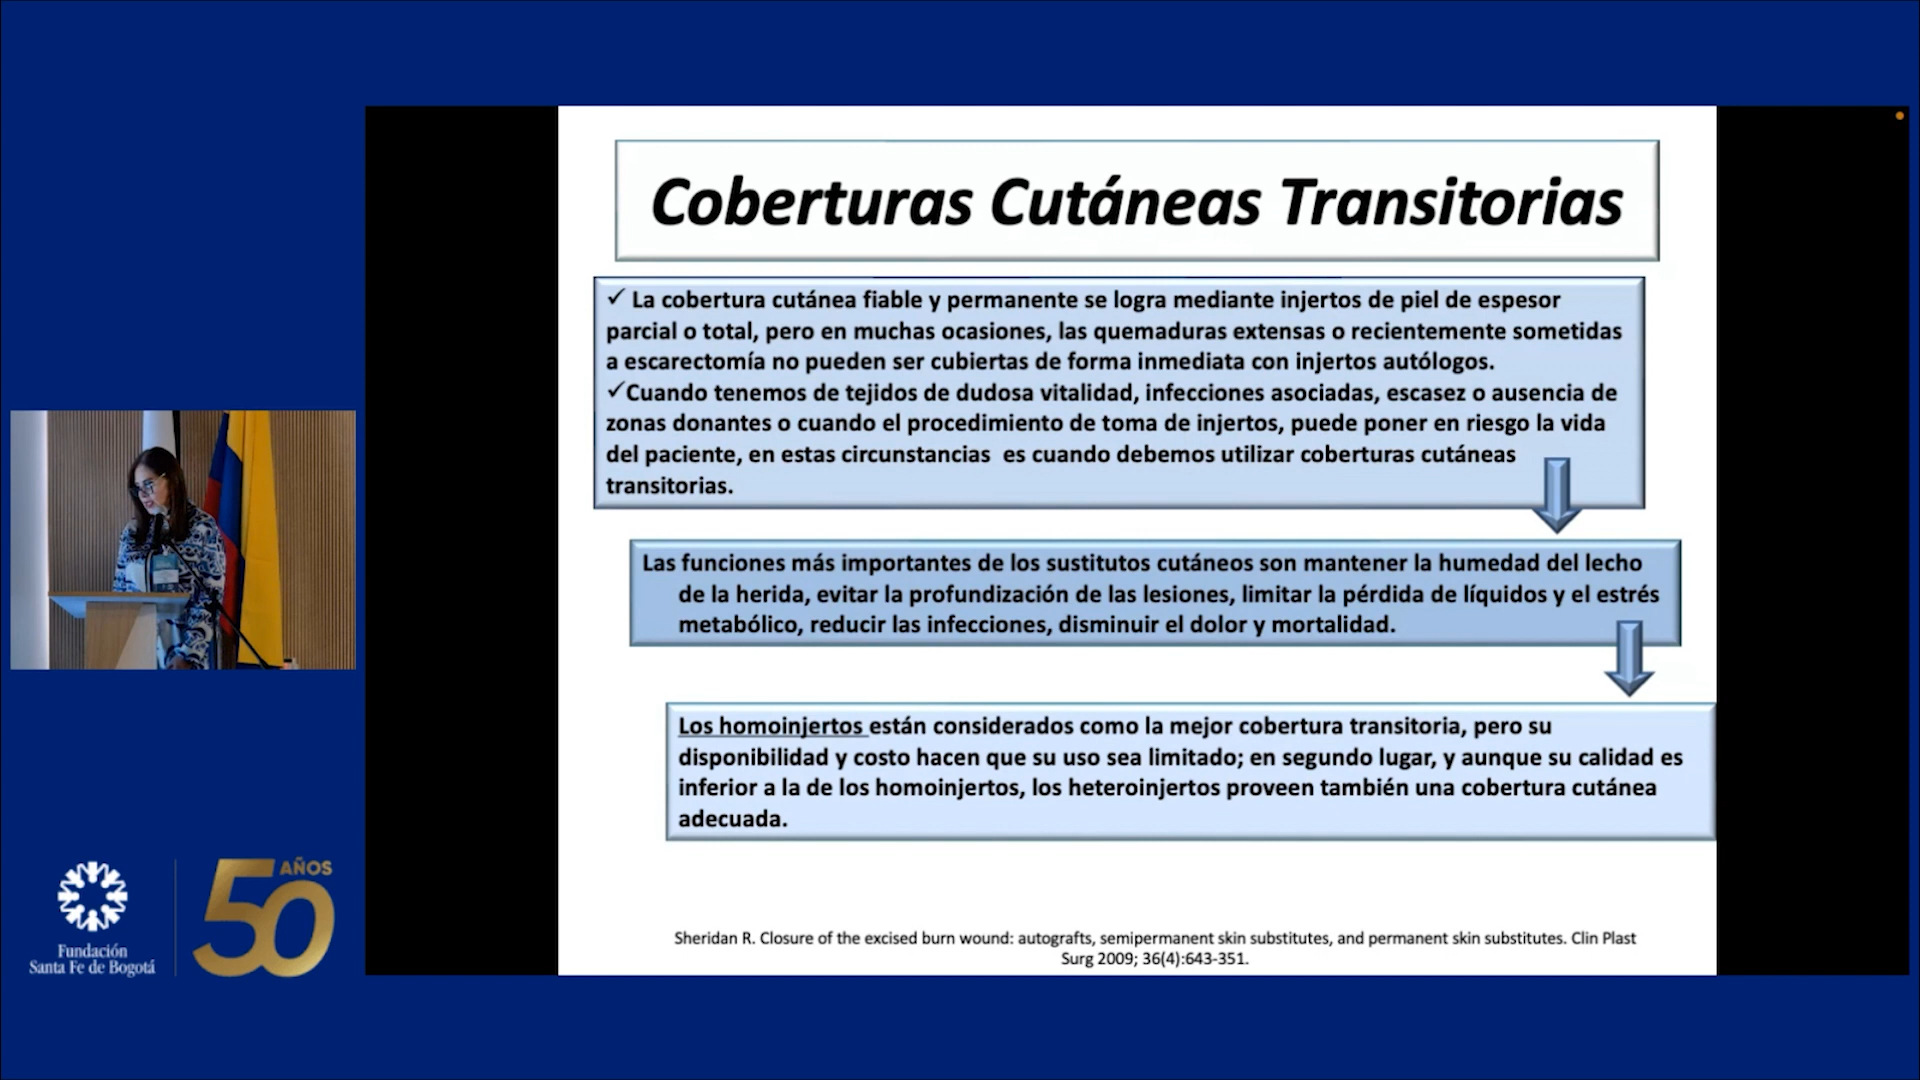 Coberturas Cutáneas Transitorias
✓ La cobertura cutánea fiable y permanente se logra mediante injertos de piel de espesor
parcial o total, pero en muchas ocasiones, las quemaduras extensas o recientemente sometidas
a escarectomía no pueden ser cubiertas de forma inmediata con injertos autólogos.
✓Cuando tenemos de tejidos de dudosa vitalidad, infecciones asociadas, escasez o ausencia de
zonas donantes o cuando el procedimiento de toma de injertos, puede poner en riesgo la vida
del paciente, en estas circunstancias es cuando debemos utilizar coberturas cutáneas
transitorias.
Las funciones más importantes de los sustitutos cutáneos son mantener la humedad del lecho
de la herida, evitar la profundización de las lesiones, limitar la pérdida de líquidos y el estrés
metabólico, reducir las infecciones, disminuir el dolor y mortalidad.
Los homoinjertos están considerados como la mejor cobertura transitoria, pero su
disponibilidad y costo hacen que su uso sea limitado; en segundo lugar, y aunque su calidad es
inferior a la de los homoinjertos, los heteroinjertos proveen también una cobertura cutánea
adecuada.
Sheridan R. Closure of the excised burn wound: autografts, semipermanent skin substitutes, and permanent skin substitutes. Clin Plast
Surg 2009; 36(4):643-351.
Fundación
Santa Fe de Bogotá
50 AÑOS